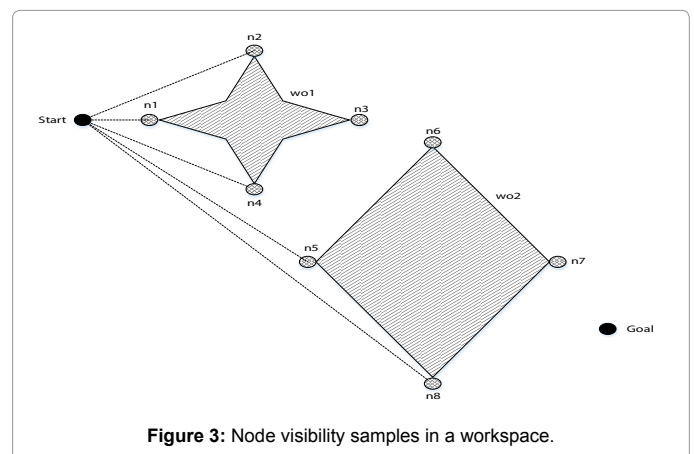 n2
wo1
n1
n3
Start
n6
n4
wo2
n5
n7
Goal
n8
Figure 3: Node visibility samples in a workspace.